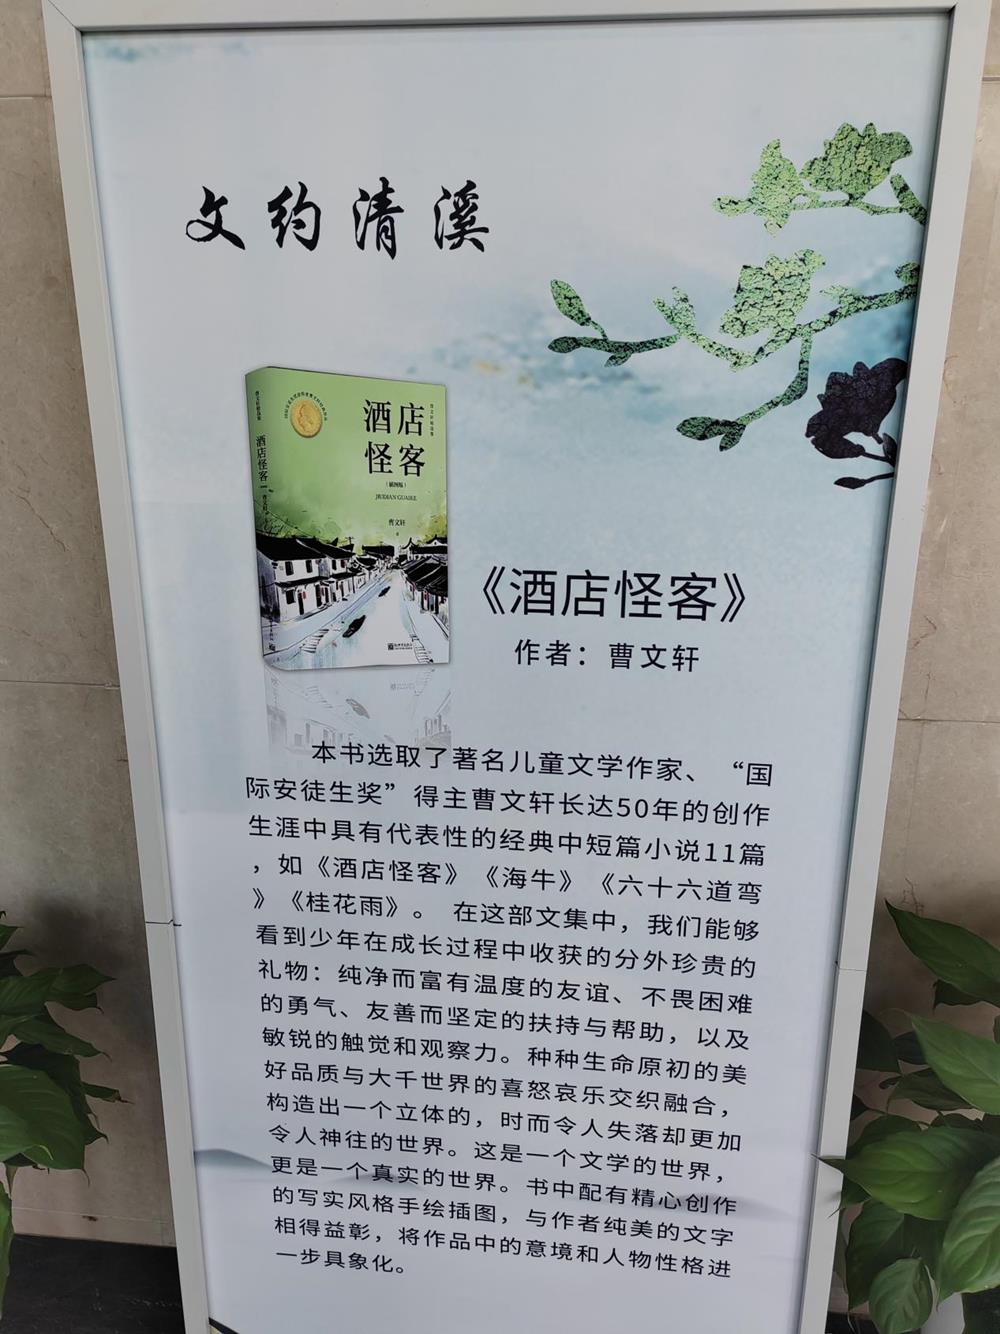 文约清溪
酒店
怪客
(插图版)
JIUDIAN GUAIKE
曹文轩
酒店怪客
曹文轩
《酒店怪客》
作者：曹文轩
本书选取了著名儿童文学作家、“国
际安徒生奖”得主曹文轩长达50年的创作
生涯中具有代表性的经典中短篇小说11篇
，如《酒店怪客》《海牛》《六十六道弯
》《桂花雨》。 在这部文集中，我们能够
看到少年在成长过程中收获的分外珍贵的
礼物：纯净而富有温度的友谊、不畏困难
的勇气、友善而坚定的扶持与帮助，以及
敏锐的触觉和观察力。种种生命原初的美
好品质与大千世界的喜怒哀乐交织融合，
构造出一个立体的，时而令人失落却更加
令人神往的世界。这是一个文学的世界，
更是一个真实的世界。书中配有精心创作
的写实风格手绘插图，与作者纯美的文字
相得益彰，将作品中的意境和人物性格进
一步具象化。